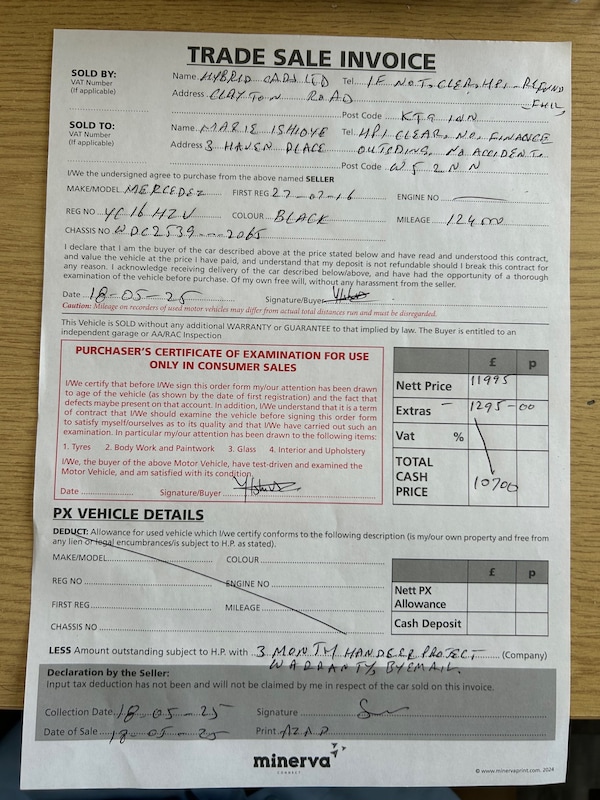 TRADE SALE INVOICE
SOLD BY: Name HYBRID CARS LTD Tel. IF NOT CLEAR HPI - REFUND
VAT Number
(If applicable) Address CLAYTON ROAD FULL
Post Code KT9 1NN
SOLD TO: Name MARIE ISHIOYE Tel. HPI CLEAR, NO, FINANCE
VAT Number
(If applicable) Address 3 HAVEN PLACE OUTSDING, NO ACCIDENT.
Post Code W5 2NN
I/We the undersigned agree to purchase from the above named SELLER
MAKE/MODEL MERCEDEZ FIRST REG 27-07-16 ENGINE NO
REG NO YC16HZV COLOUR BLACK MILEAGE 124000
CHASSIS NO WDC2539---2065
I declare that I am the buyer of the car described above at the price stated below and have read and understood this contract,
and value the vehicle at the price I have paid, and understand that my deposit is not refundable should I break this contract for
any reason. I acknowledge receiving delivery of the car described below/above, and have had the opportunity of a thorough
examination of the vehicle before purchase. Of my own free will, without any harassment from the seller.
Date 18-05-25 Signature/Buyer
Caution: Mileage on recorders of used motor vehicles may differ from actual total distances run and must be disregarded.
This Vehicle is SOLD without any additional WARRANTY or GUARANTEE to that implied by law. The Buyer is entitled to an
independent garage or AA/RAC Inspection
PURCHASER'S CERTIFICATE OF EXAMINATION FOR USE
ONLY IN CONSUMER SALES
I/We certify that before I/We sign this order form my/our attention has been drawn
to age of the vehicle (as shown by the date of first registration) and the fact that
defects maybe present on that account. In addition, I/We understand that it is a term
of contract that I/We should examine the vehicle before signing this order form
to satisfy myself/ourselves as to its quality and that I/We have carried out such an
examination. In particular my/our attention has been drawn to the following items:
1. Tyres 2. Body Work and Paintwork 3. Glass 4. Interior and Upholstery
I/We, the buyer of the above Motor Vehicle, have test-driven and examined the
Motor Vehicle, and am satisfied with its condition.
Date Signature/Buyer
£ p
Nett Price 11995
Extras - 1295-00
Vat %
TOTAL
CASH
PRICE 10700
PX VEHICLE DETAILS
DEDUCT: Allowance for used vehicle which I/we certify conforms to the following description (is my/our own property and free from
any lien or legal encumbrances/is subject to H.P. as stated).
MAKE/MODEL COLOUR
REG NO ENGINE NO
FIRST REG MILEAGE
CHASSIS NO
£ p
Nett PX
Allowance
Cash Deposit
LESS Amount outstanding subject to H.P. with 3 MONTH HANDECR PROTECT (Company)
WARRANTY, BY EMAIL.
Declaration by the Seller:
Input tax deduction has not been and will not be claimed by me in respect of the car sold on this invoice.
Collection Date 18-05-25 Signature
Date of Sale 18-05-25 Print AZAD
minerva
CONNECT
© www.minervaprint.com. 2024